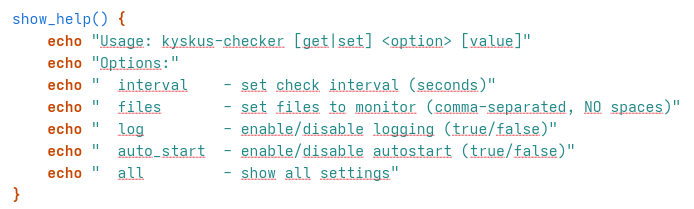 show_help() {
    echo "Usage: kyskus-checker [get|set] <option> [value]"
    echo "Options:"
    echo "  interval    - set check interval (seconds)"
    echo "  files       - set files to monitor (comma-separated, NO spaces)"
    echo "  log         - enable/disable logging (true/false)"
    echo "  auto_start  - enable/disable autostart (true/false)"
    echo "  all         - show all settings"
}